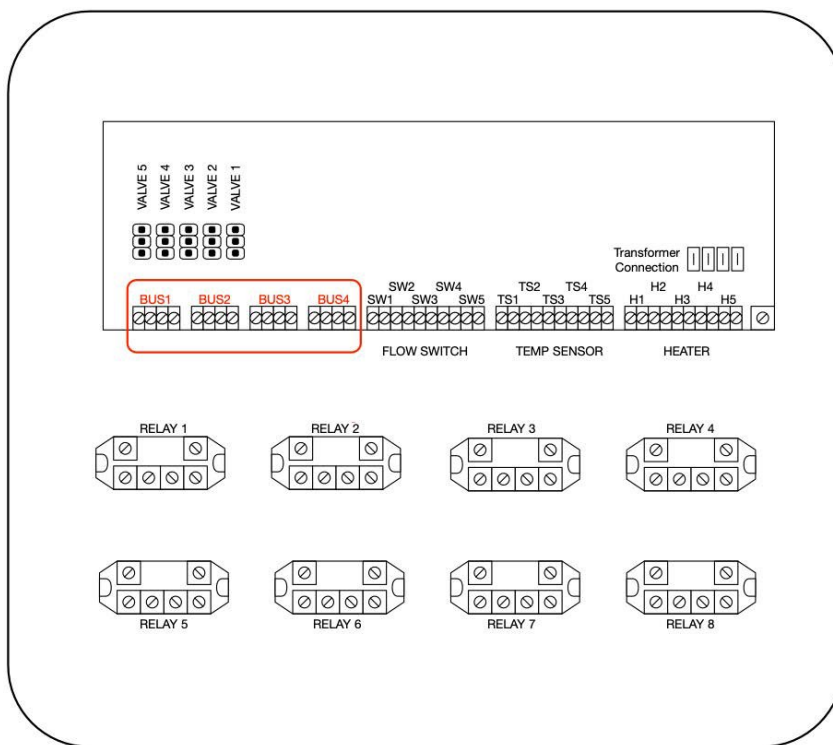 VALVE 5
VALVE 4
VALVE 3
VALVE 2
VALVE 1
Transformer
Connection
BUS1 BUS2 BUS3 BUS4
SW2 SW4
SW1 SW3 SW5
FLOW SWITCH
TS2 TS4
TS1 TS3 TS5
TEMP SENSOR
H2 H4
H1 H3 H5
HEATER
RELAY 1 RELAY 2 RELAY 3 RELAY 4
RELAY 5 RELAY 6 RELAY 7 RELAY 8